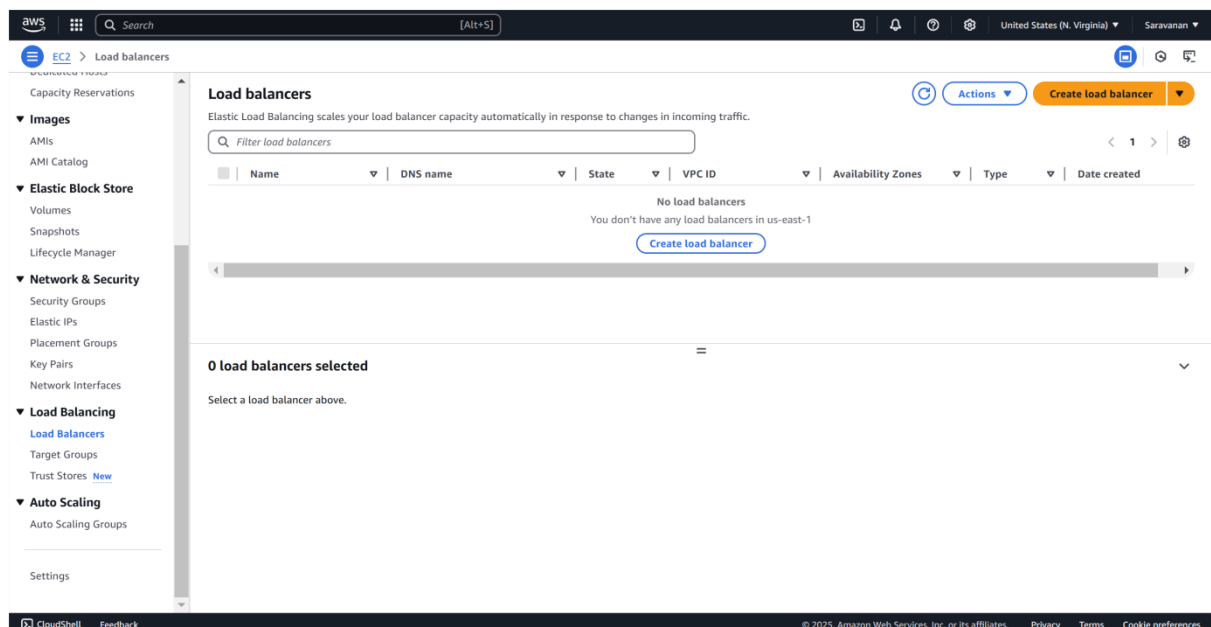 aws Search [Alt+S] United States (N. Virginia) Saravanan
EC2 > Load balancers
Dedicated Hosts
Capacity Reservations
Images
AMIs
AMI Catalog
Elastic Block Store
Volumes
Snapshots
Lifecycle Manager
Network & Security
Security Groups
Elastic IPs
Placement Groups
Key Pairs
Network Interfaces
Load Balancing
Load Balancers
Target Groups
Trust Stores New
Auto Scaling
Auto Scaling Groups
Settings
Load balancers Actions Create load balancer
Elastic Load Balancing scales your load balancer capacity automatically in response to changes in incoming traffic.
Filter load balancers 1
Name DNS name State VPC ID Availability Zones Type Date created
No load balancers
You don't have any load balancers in us-east-1
Create load balancer
0 load balancers selected
Select a load balancer above.
CloudShell Feedback © 2025, Amazon Web Services, Inc. or its affiliates. Privacy Terms Cookie preferences